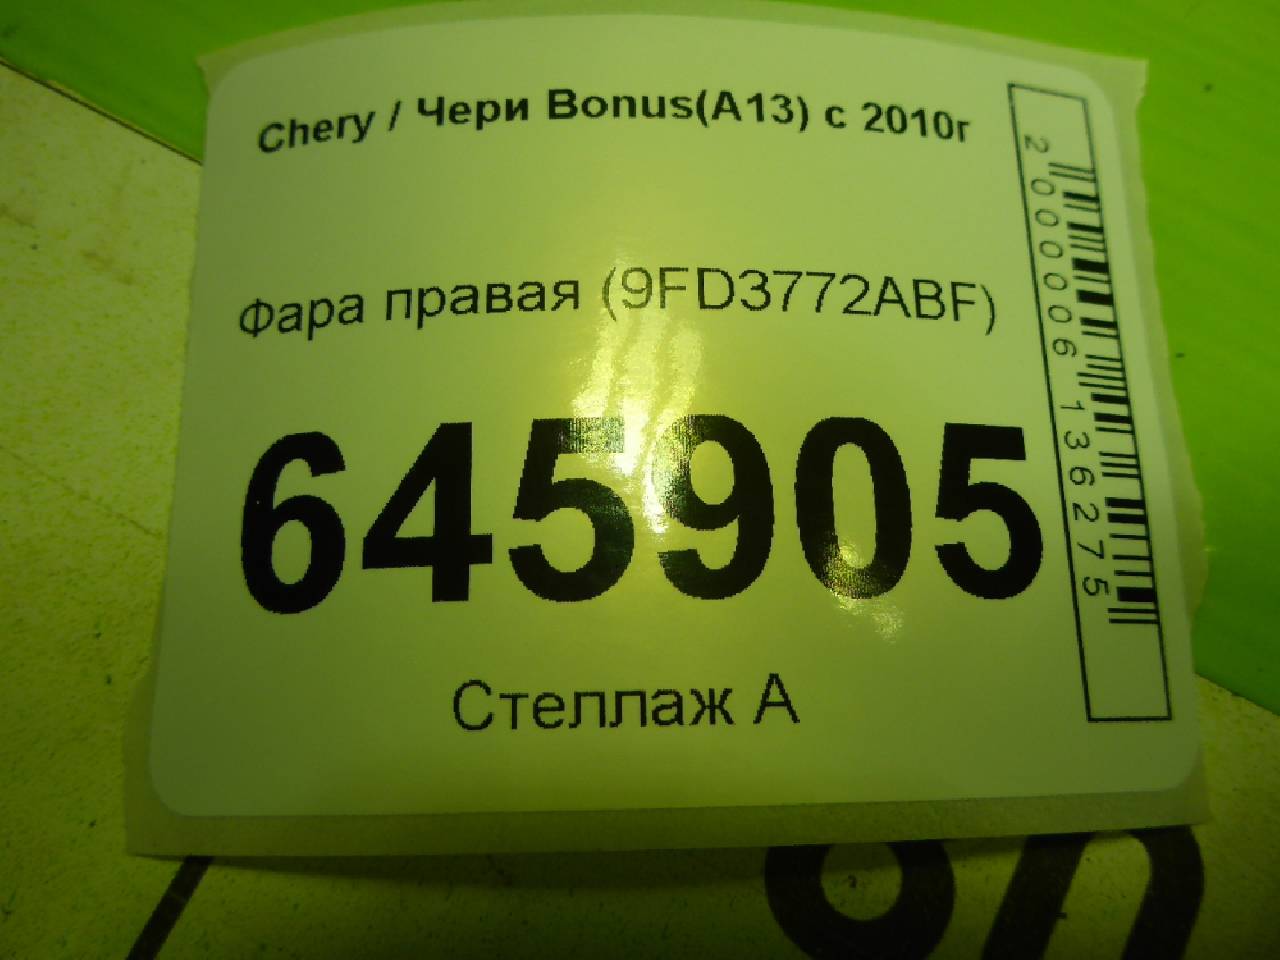 Chery / Чери Bonus(A13) с 2010г
Фара правая (9FD3772ABF)
645905
Стеллаж А
2000006136275